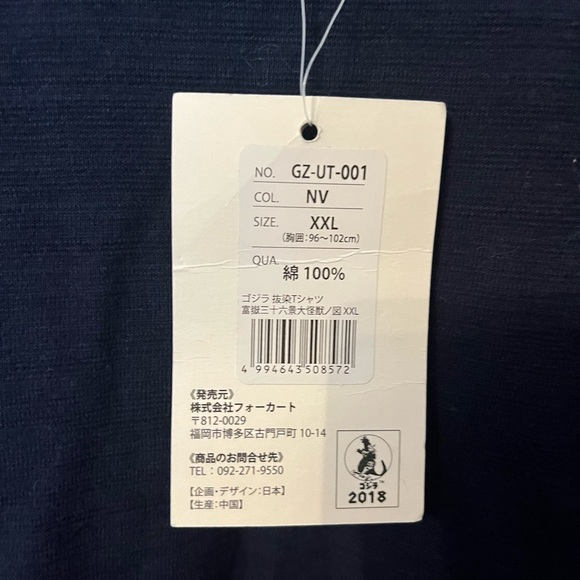 NO. GZ-UT-001
COL. NV
SIZE. XXL
（胸囲：96～102cm）
QUA. 綿 100%
ゴジラ 抜染Tシャツ
富嶽三十六景大怪獣ノ図 XXL
4 994643 508572
《発売元》
株式会社フォーカート
〒812-0029
福岡市博多区古門戸町 10-14
《商品のお問合せ先》
TEL：092-271-9550
【企画・デザイン：日本】
【生産：中国】
ゴジラ
TM
2018